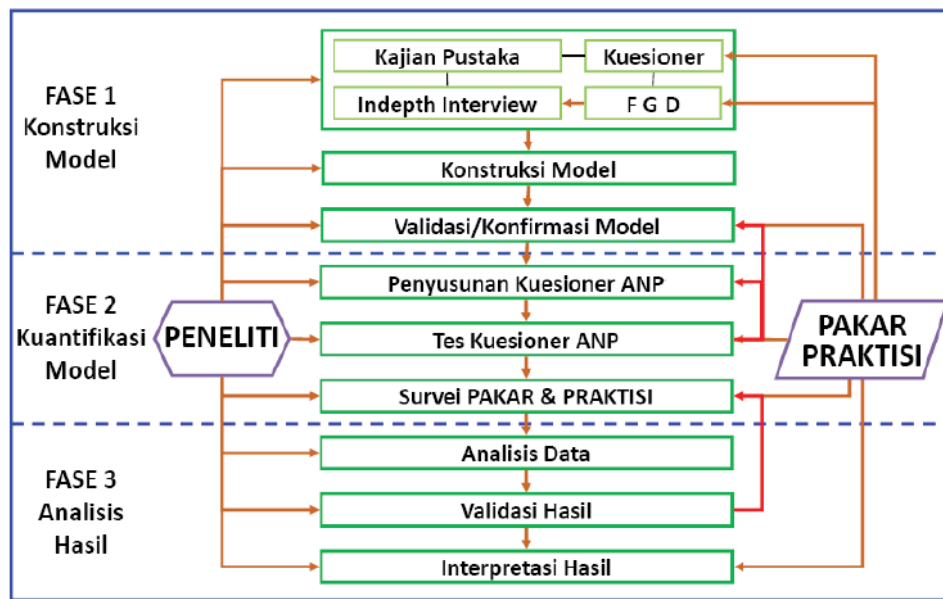 FASE 1
Konstruksi
Model
Kajian Pustaka
Kuesioner
Indepth Interview
F G D
Konstruksi Model
Validasi/Konfirmasi Model
FASE 2
Kuantifikasi
Model
PENELITI
Penyusunan Kuesioner ANP
Tes Kuesioner ANP
Survei PAKAR & PRAKTISI
PAKAR
PRAKTISI
FASE 3
Analisis
Hasil
Analisis Data
Validasi Hasil
Interpretasi Hasil